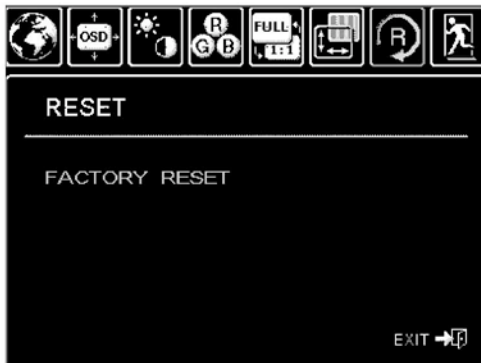 OSD
R
G B
FULL
1:1
R
RESET
FACTORY RESET
EXIT